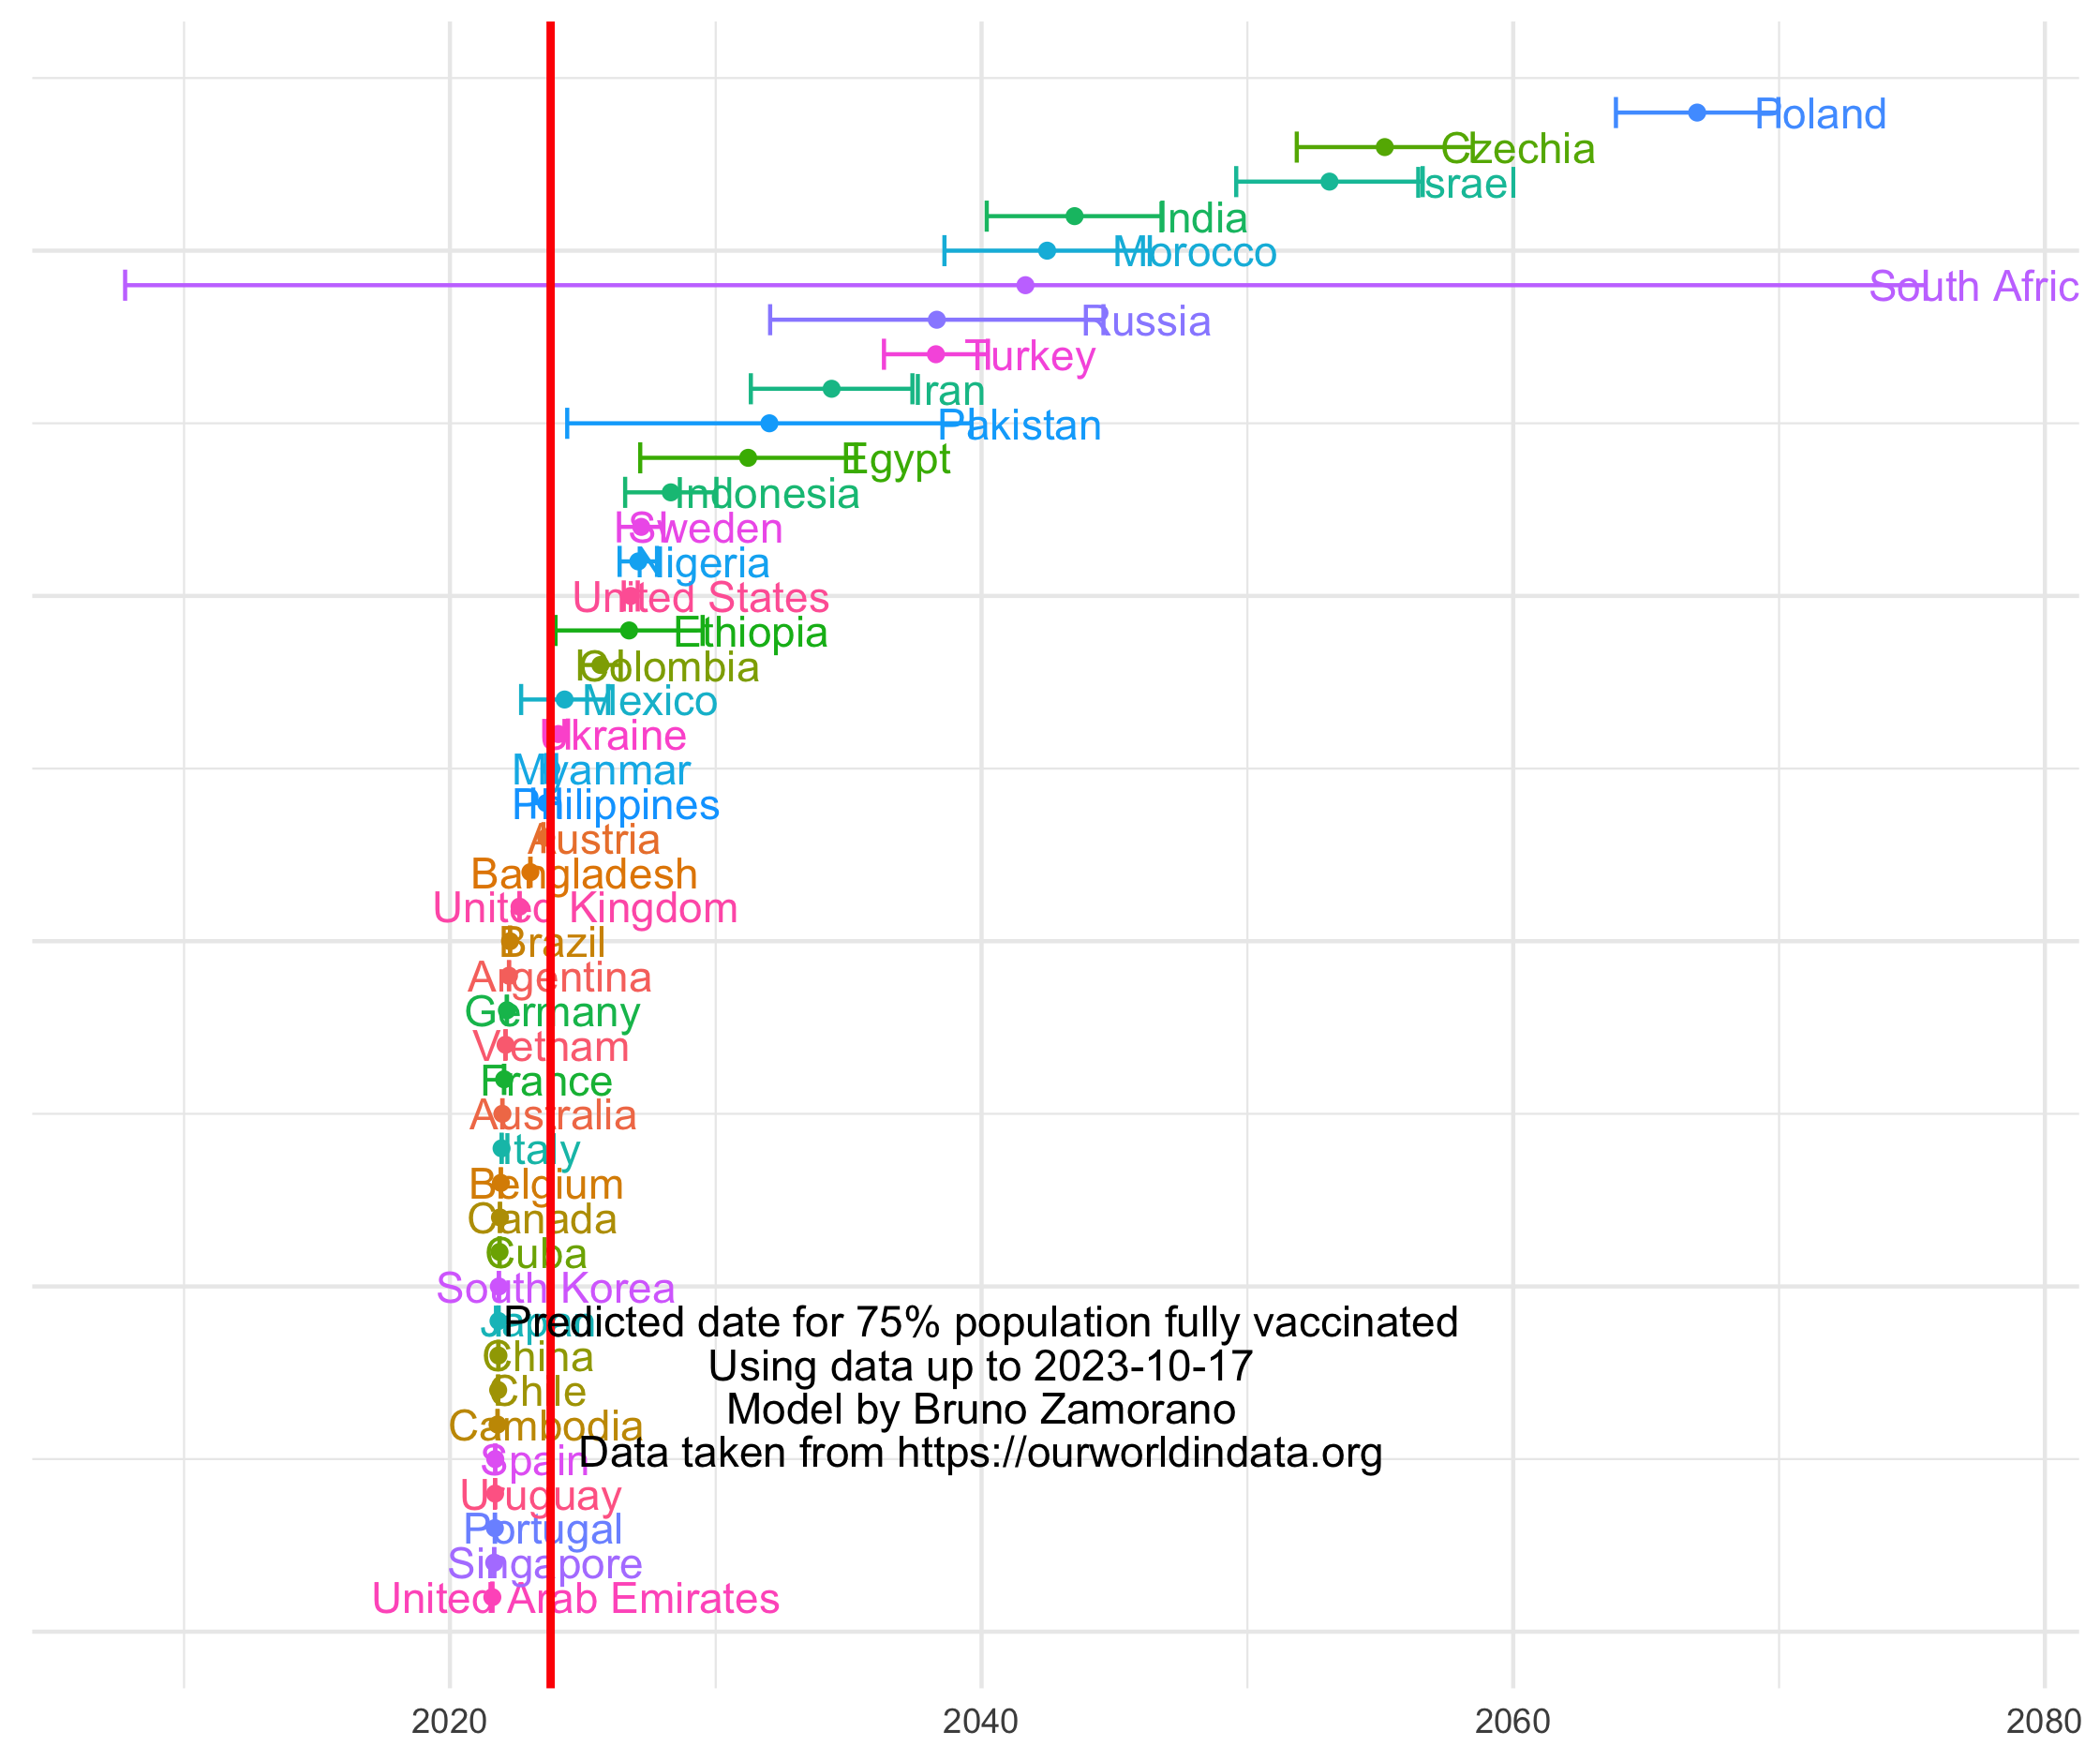 Poland
Czechia
Israel
India
Morocco
South Afric
Russia
Turkey
Iran
Pakistan
Egypt
Indonesia
Sweden
Nigeria
United States
Ethiopia
Colombia
Mexico
Ukraine
Myanmar
Philippines
Austria
Bangladesh
United Kingdom
Brazil
Argentina
Germany
Vietnam
France
Australia
Italy
Belgium
Canada
Cuba
South Korea
Japan
Predicted date for 75% population fully vaccinated
China
Using data up to 2023-10-17
Chile
Model by Bruno Zamorano
Cambodia
Spain
Data taken from https://ourworldindata.org
Uruguay
Portugal
Singapore
United Arab Emirates
2020 2040 2060 2080